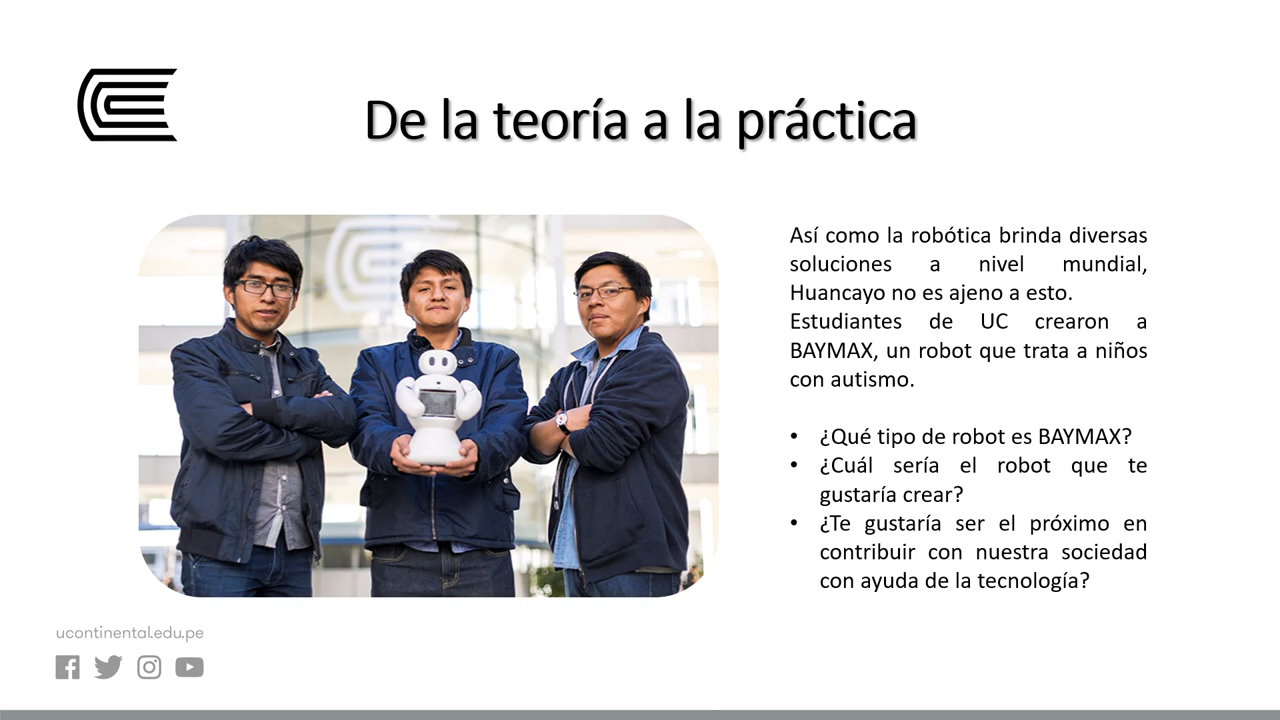 De la teoría a la práctica
Así como la robótica brinda diversas
soluciones a nivel mundial,
Huancayo no es ajeno a esto.
Estudiantes de UC crearon a
BAYMAX, un robot que trata a niños
con autismo.
• ¿Qué tipo de robot es BAYMAX?
• ¿Cuál sería el robot que te
gustaría crear?
• ¿Te gustaría ser el próximo en
contribuir con nuestra sociedad
con ayuda de la tecnología?
ucontinental.edu.pe